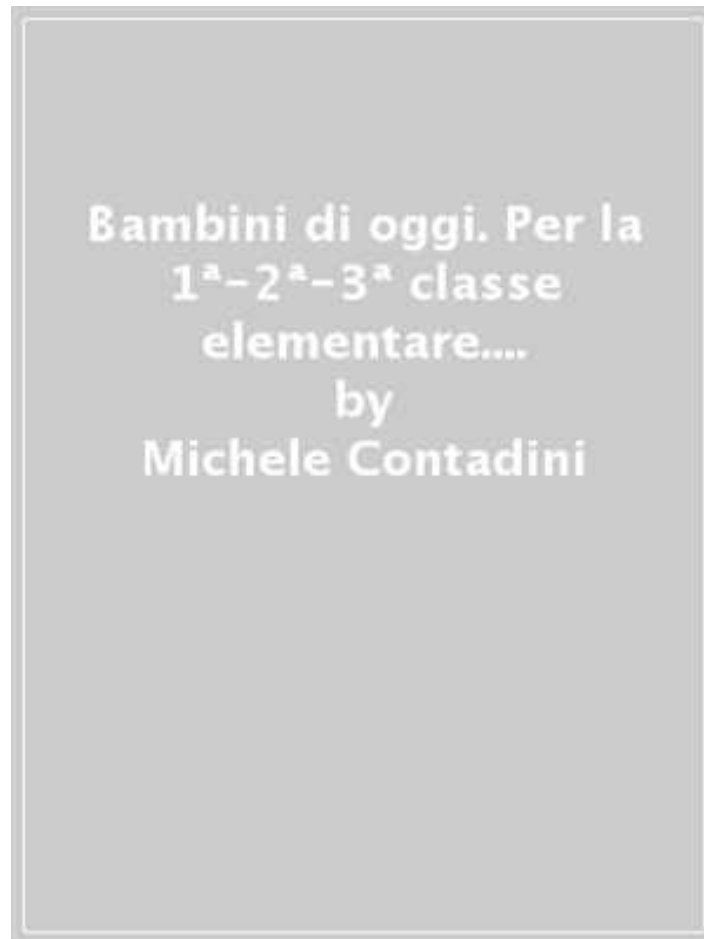 Bambini di oggi. Per la
1ª-2ª-3ª classe
elementare....
by
Michele Contadini